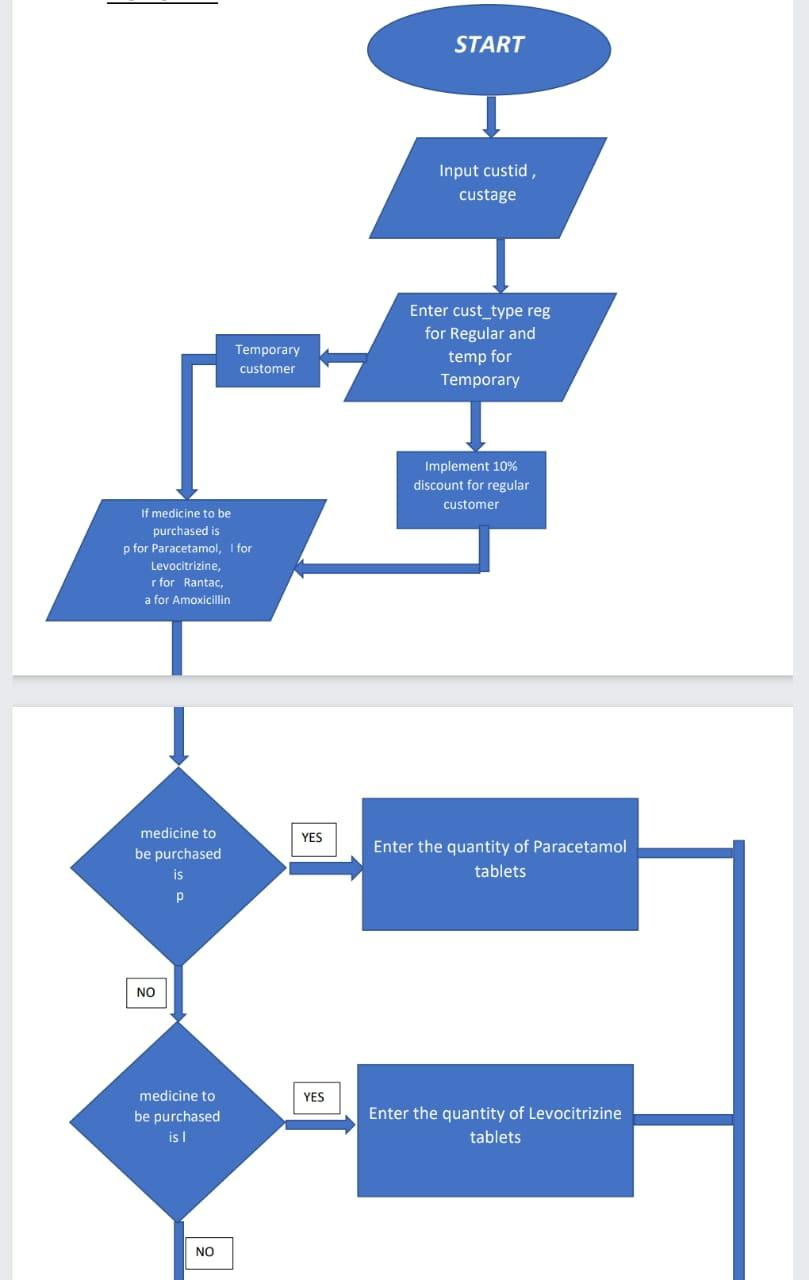 START
Input custid ,
custage
Enter cust_type reg
for Regular and
temp for
Temporary
Temporary
customer
Implement 10%
discount for regular
customer
If medicine to be
purchased is
p for Paracetamol, l for
Levocitrizine,
r for Rantac,
a for Amoxicillin
medicine to
be purchased
is
p
YES
Enter the quantity of Paracetamol
tablets
NO
medicine to
be purchased
is l
YES
Enter the quantity of Levocitrizine
tablets
NO